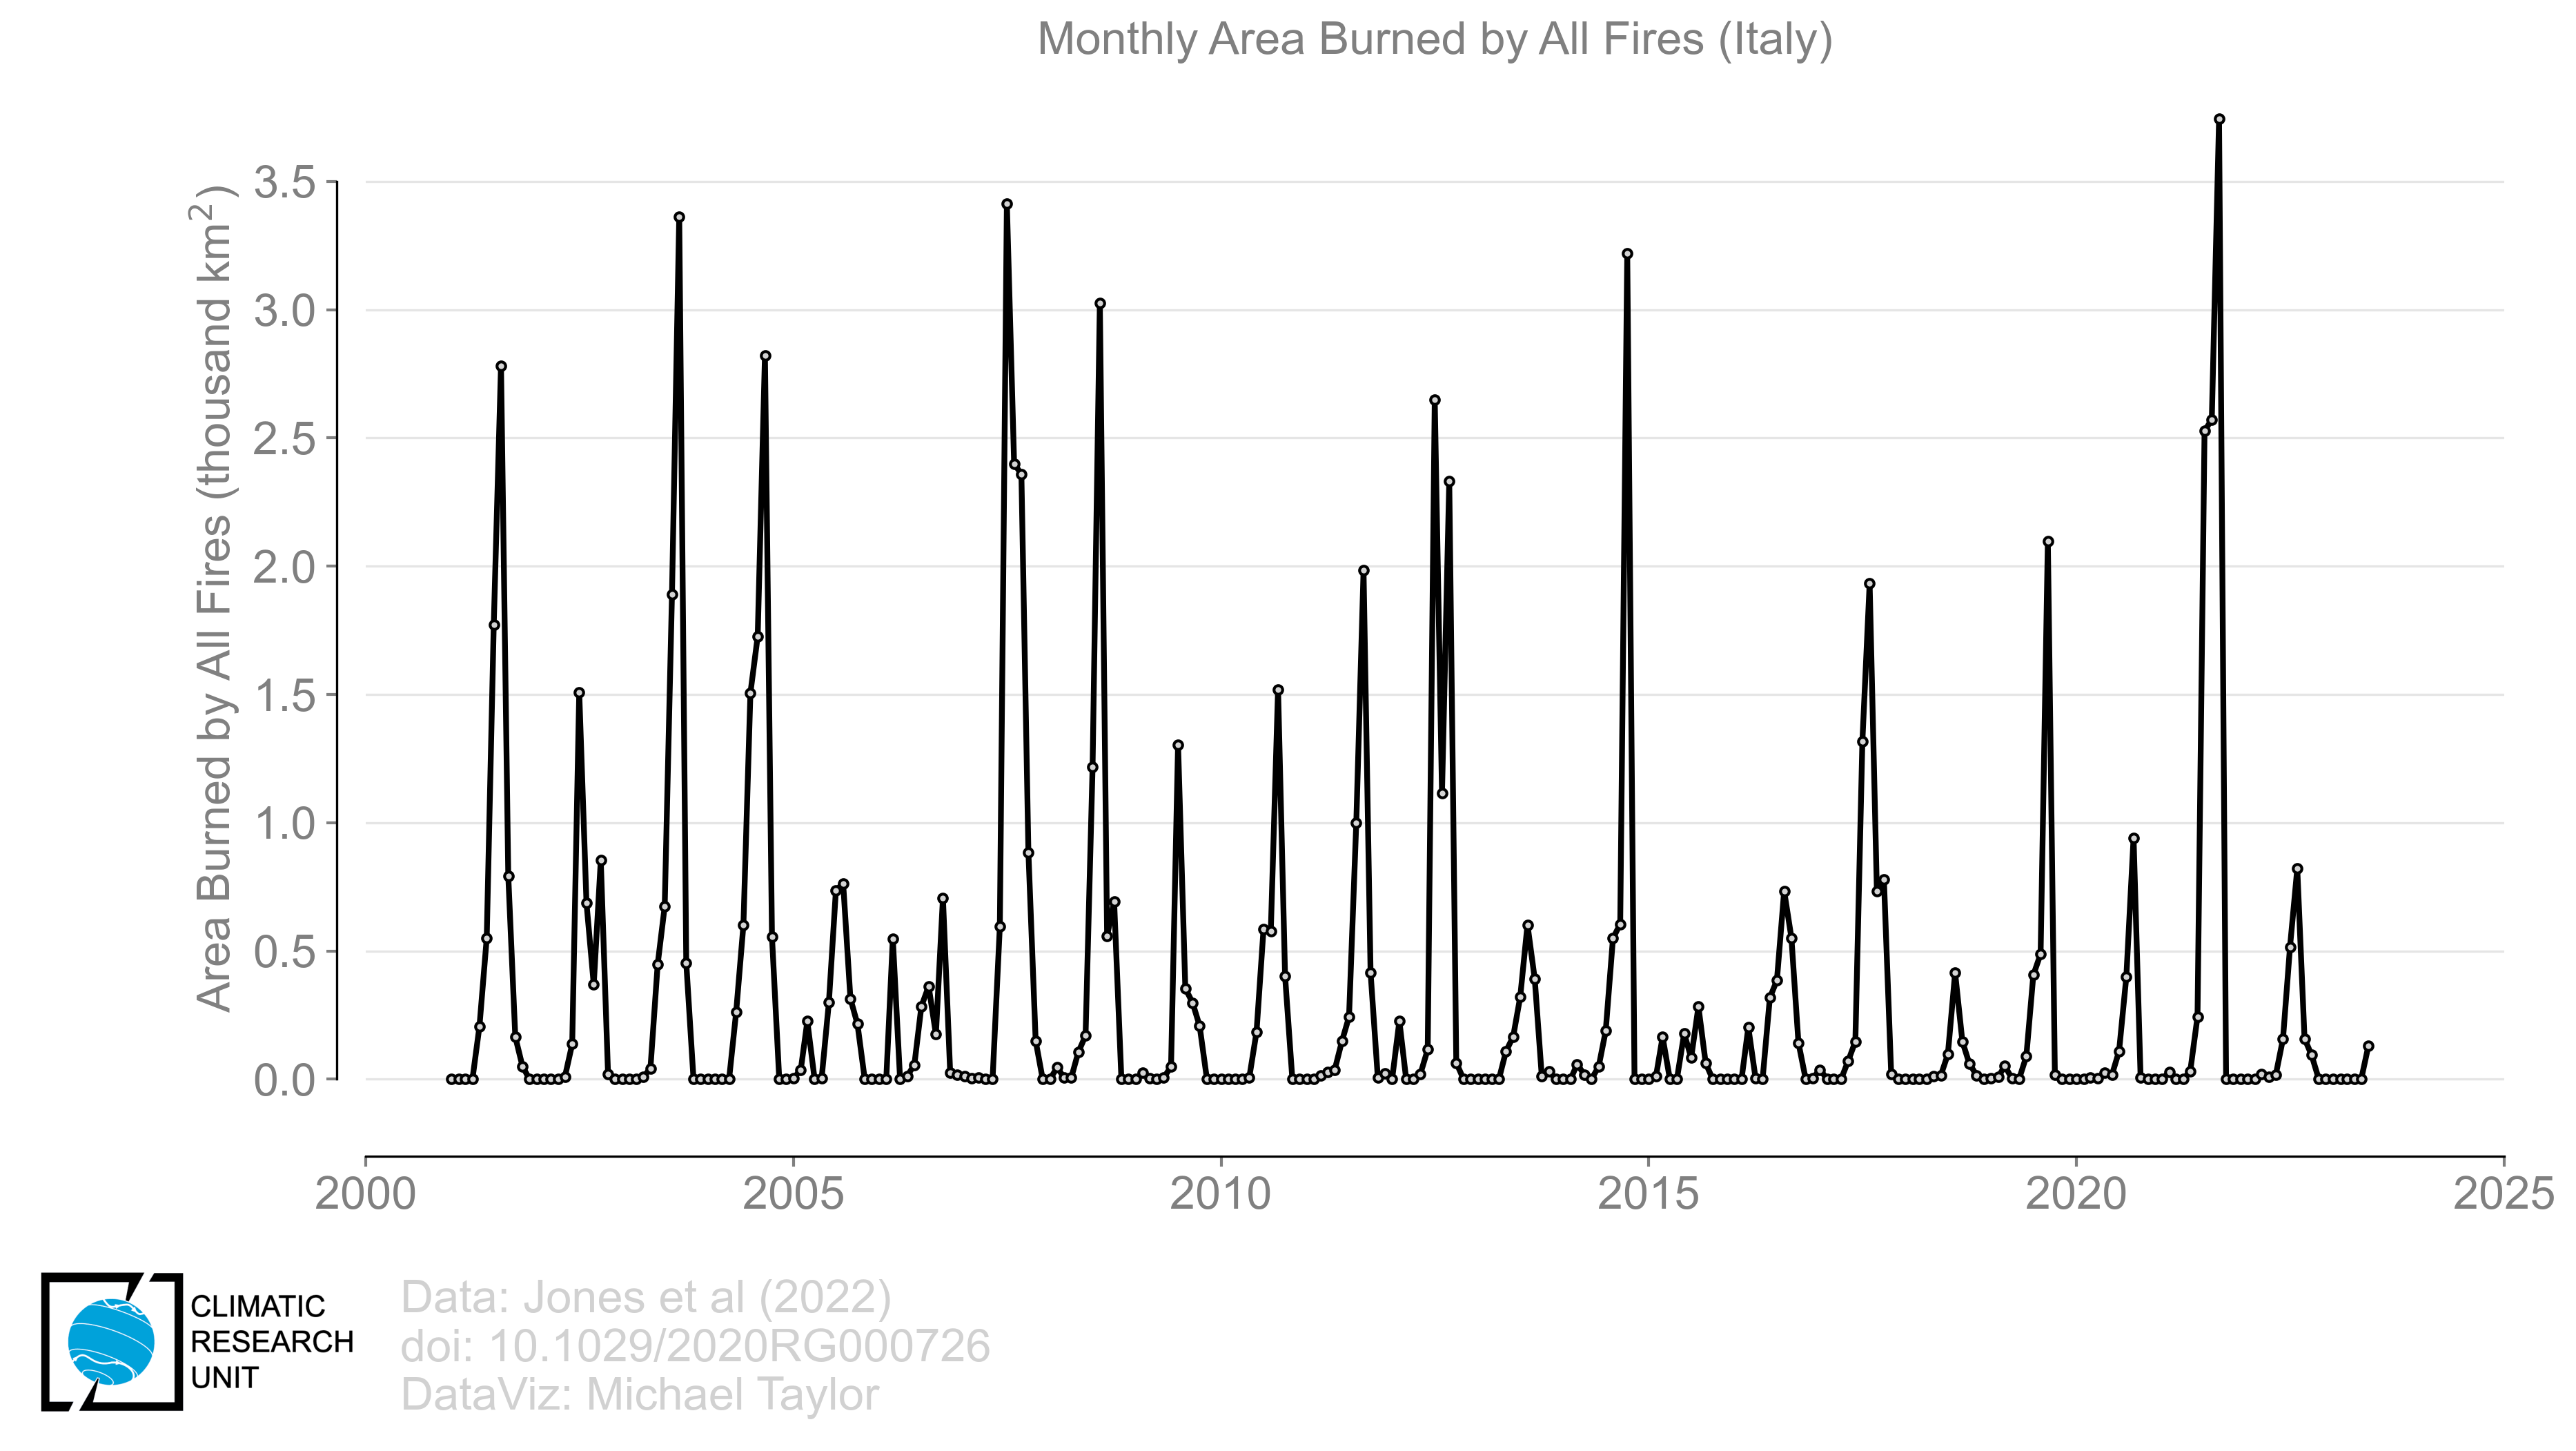 Monthly Area Burned by All Fires (Italy)
Area Burned by All Fires (thousand km²)
3.5
3.0
2.5
2.0
1.5
1.0
0.5
0.0
2000 2005 2010 2015 2020 2025
CLIMATIC
RESEARCH
UNIT
Data: Jones et al (2022)
doi: 10.1029/2020RG000726
DataViz: Michael Taylor